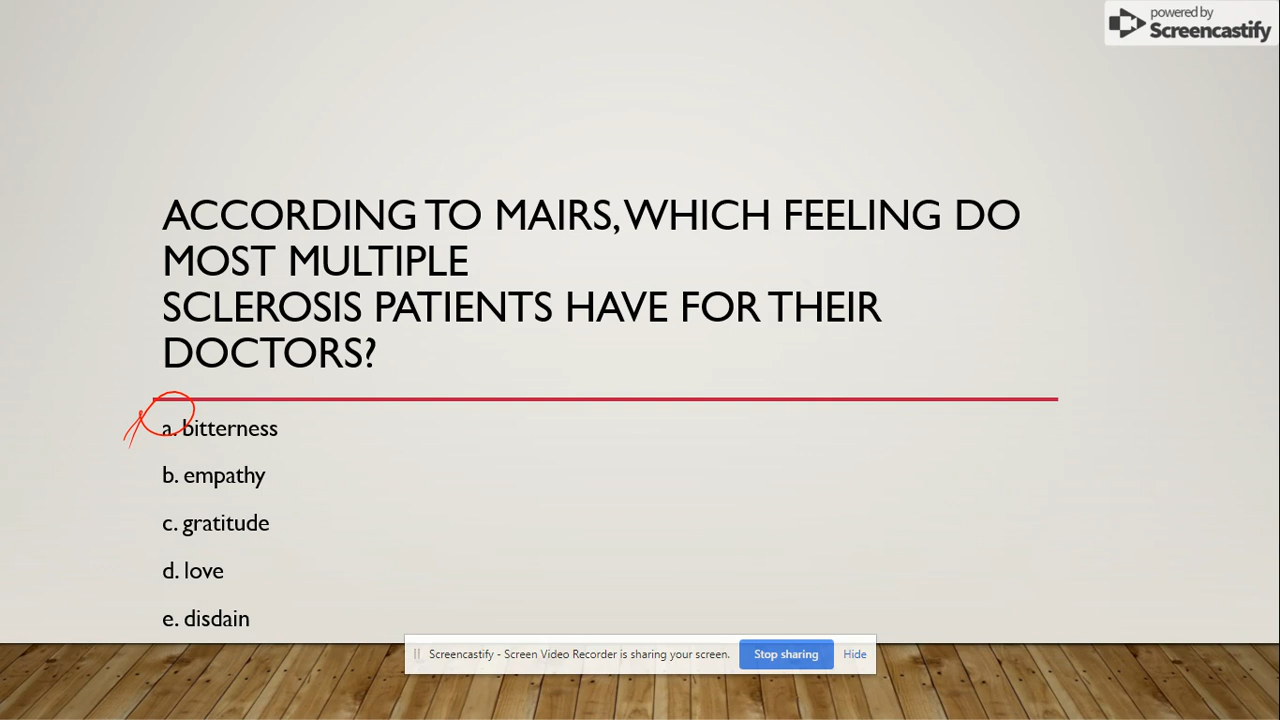 powered by
Screencastify
ACCORDING TO MAIRS, WHICH FEELING DO
MOST MULTIPLE
SCLEROSIS PATIENTS HAVE FOR THEIR
DOCTORS?
a. bitterness
b. empathy
c. gratitude
d. love
e. disdain
Screencastify - Screen Video Recorder is sharing your screen. Stop sharing Hide